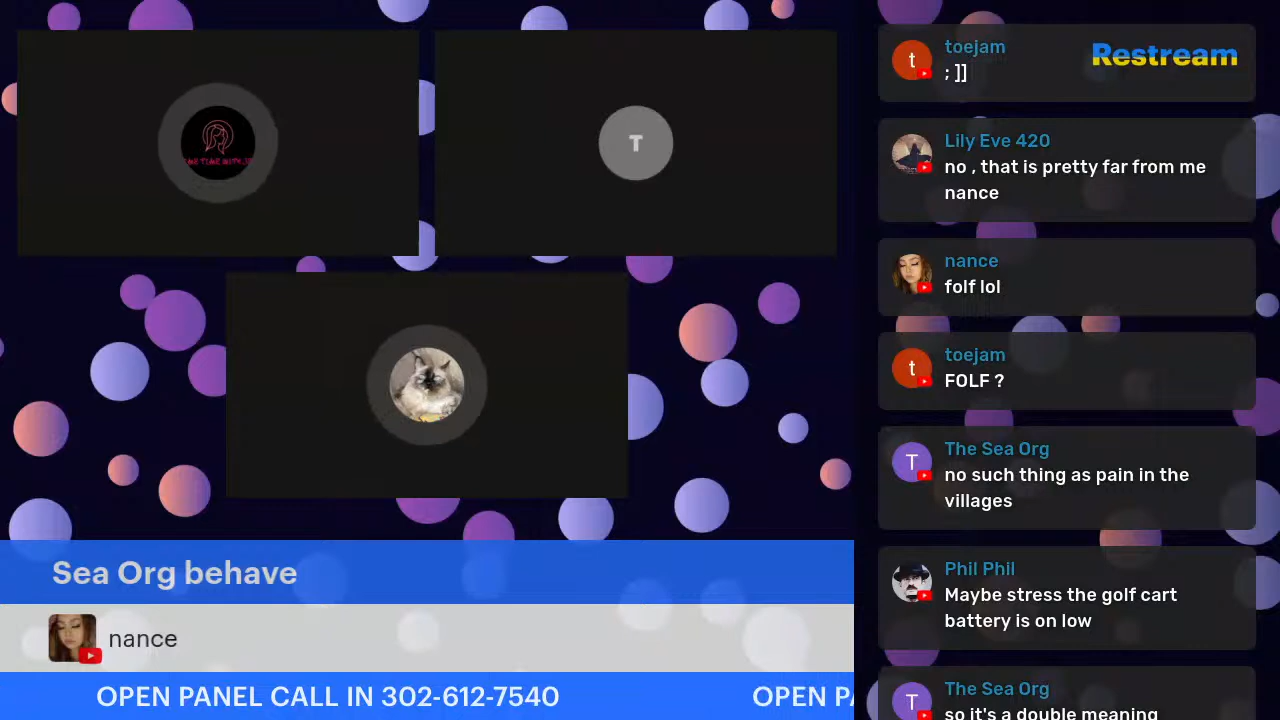 T
Sea Org behave
nance
OPEN PANEL CALL IN 302-612-7540
OPEN PA
Restream
t
toejam
; ]]
Lily Eve 420
no , that is pretty far from me
nance
nance
folf lol
t
toejam
FOLF ?
T
The Sea Org
no such thing as pain in the
villages
Phil Phil
Maybe stress the golf cart
battery is on low
T
The Sea Org
so it's a double meaning